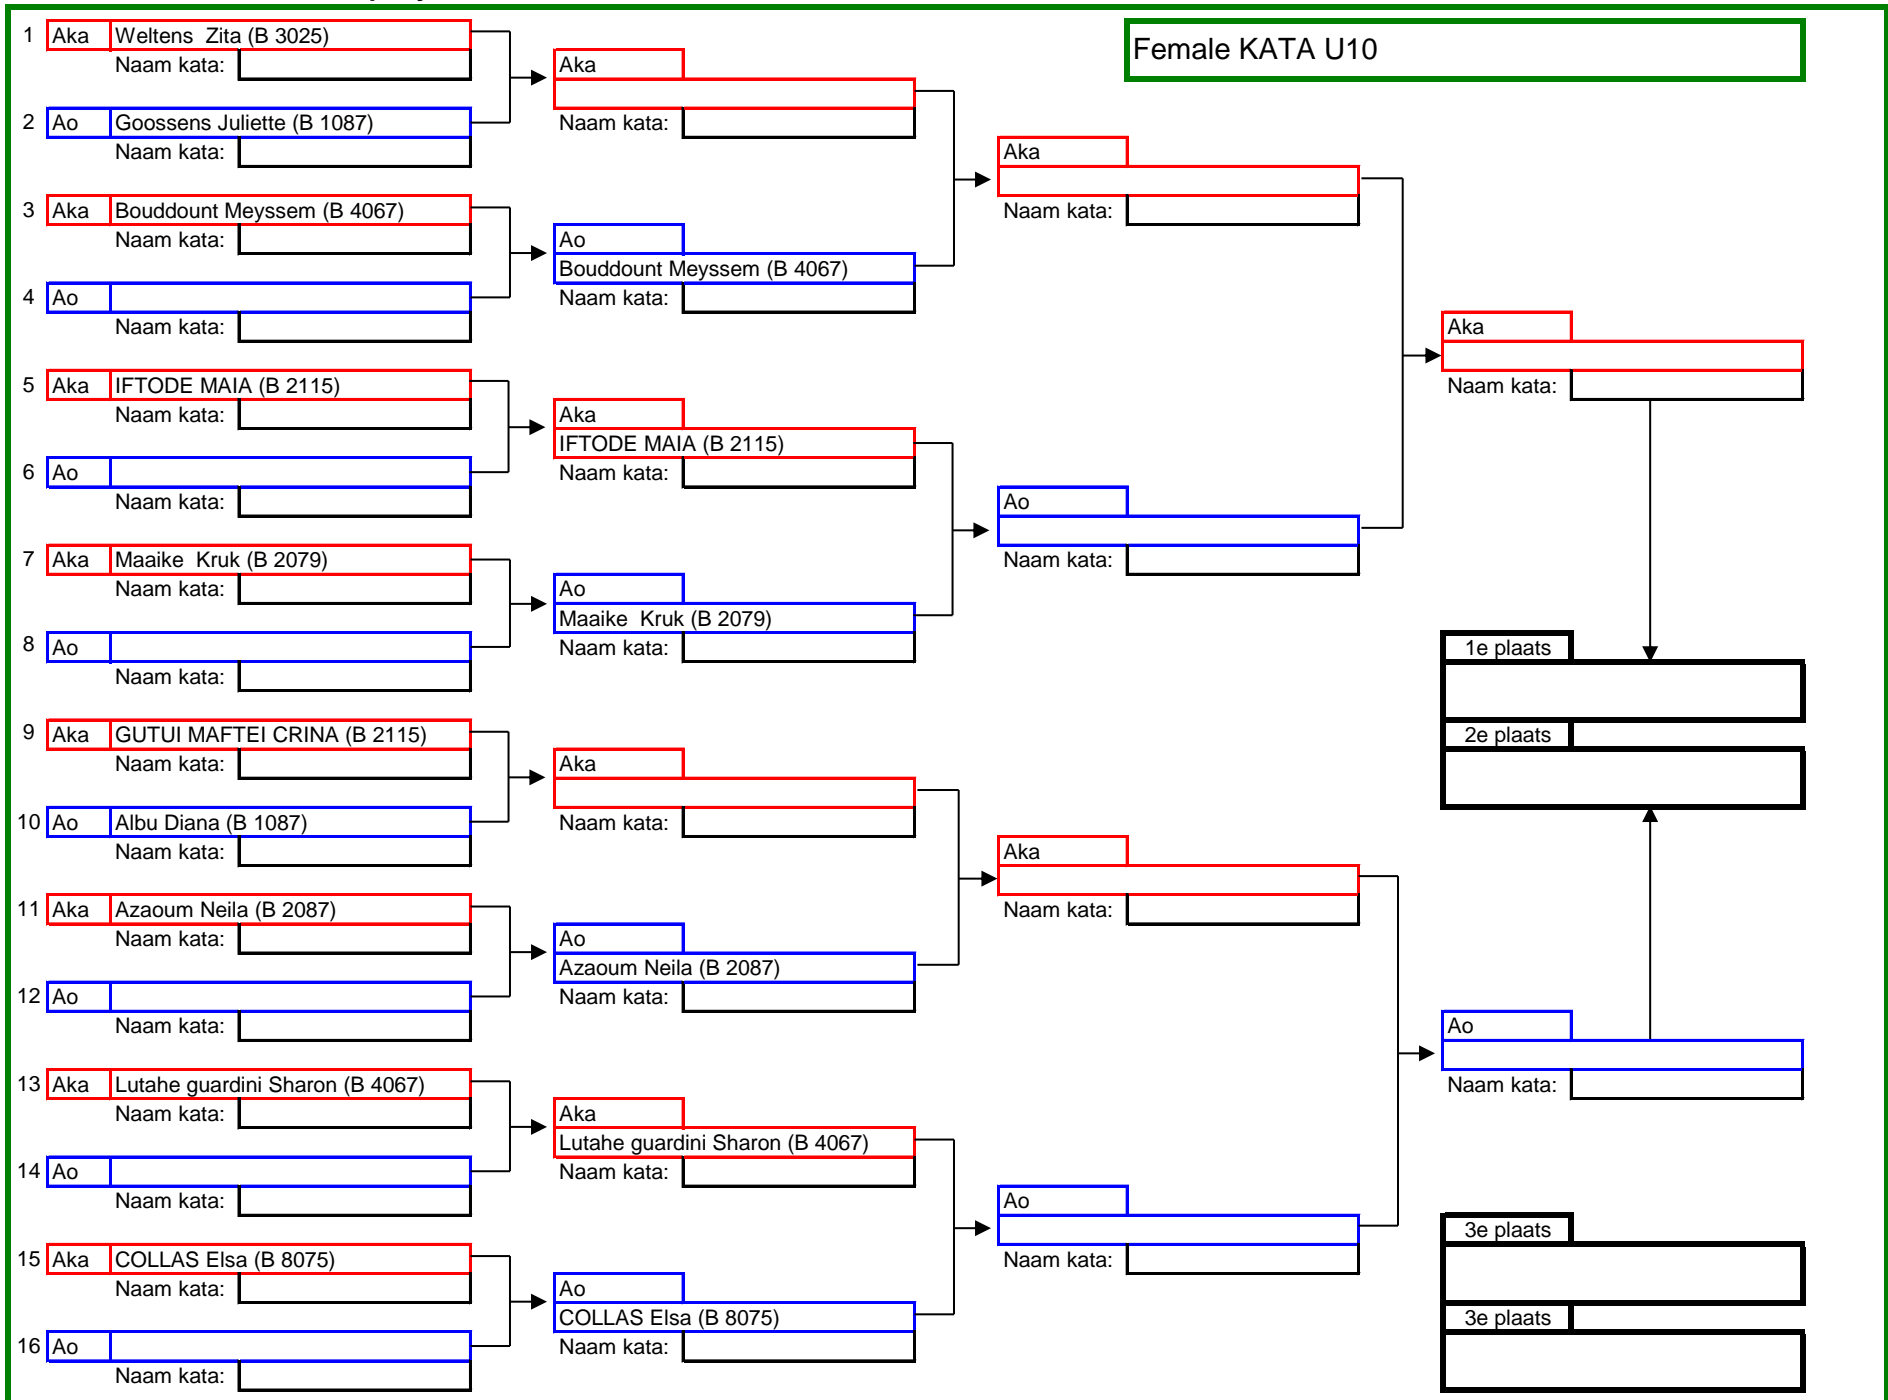 Female KATA U10
1 Aka Weltens  Zita (B 3025)
Naam kata:
2 Ao Goossens Juliette (B 1087)
Naam kata:
3 Aka Bouddount Meyssem (B 4067)
Naam kata:
4 Ao
Naam kata:
5 Aka IFTODE MAIA (B 2115)
Naam kata:
6 Ao
Naam kata:
7 Aka Maaike  Kruk (B 2079)
Naam kata:
8 Ao
Naam kata:
9 Aka GUTUI MAFTEI CRINA (B 2115)
Naam kata:
10 Ao Albu Diana (B 1087)
Naam kata:
11 Aka Azaoum Neila (B 2087)
Naam kata:
12 Ao
Naam kata:
13 Aka Lutahe guardini Sharon (B 4067)
Naam kata:
14 Ao
Naam kata:
15 Aka COLLAS Elsa (B 8075)
Naam kata:
16 Ao
Naam kata:
Aka
Naam kata:
Ao
Bouddount Meyssem (B 4067)
Naam kata:
Aka
IFTODE MAIA (B 2115)
Naam kata:
Ao
Maaike  Kruk (B 2079)
Naam kata:
Aka
Naam kata:
Ao
Azaoum Neila (B 2087)
Naam kata:
Aka
Lutahe guardini Sharon (B 4067)
Naam kata:
Ao
COLLAS Elsa (B 8075)
Naam kata:
Aka
Naam kata:
Ao
Naam kata:
Aka
Naam kata:
Ao
Naam kata:
Aka
Naam kata:
1e plaats
2e plaats
Ao
Naam kata:
3e plaats
3e plaats